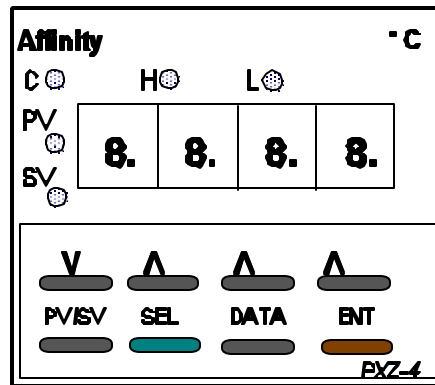 Affinity °C
C H L
PV
8. 8. 8. 8.
SV
V Λ Λ Λ
PV/SV SEL DATA ENT
PXZ-4